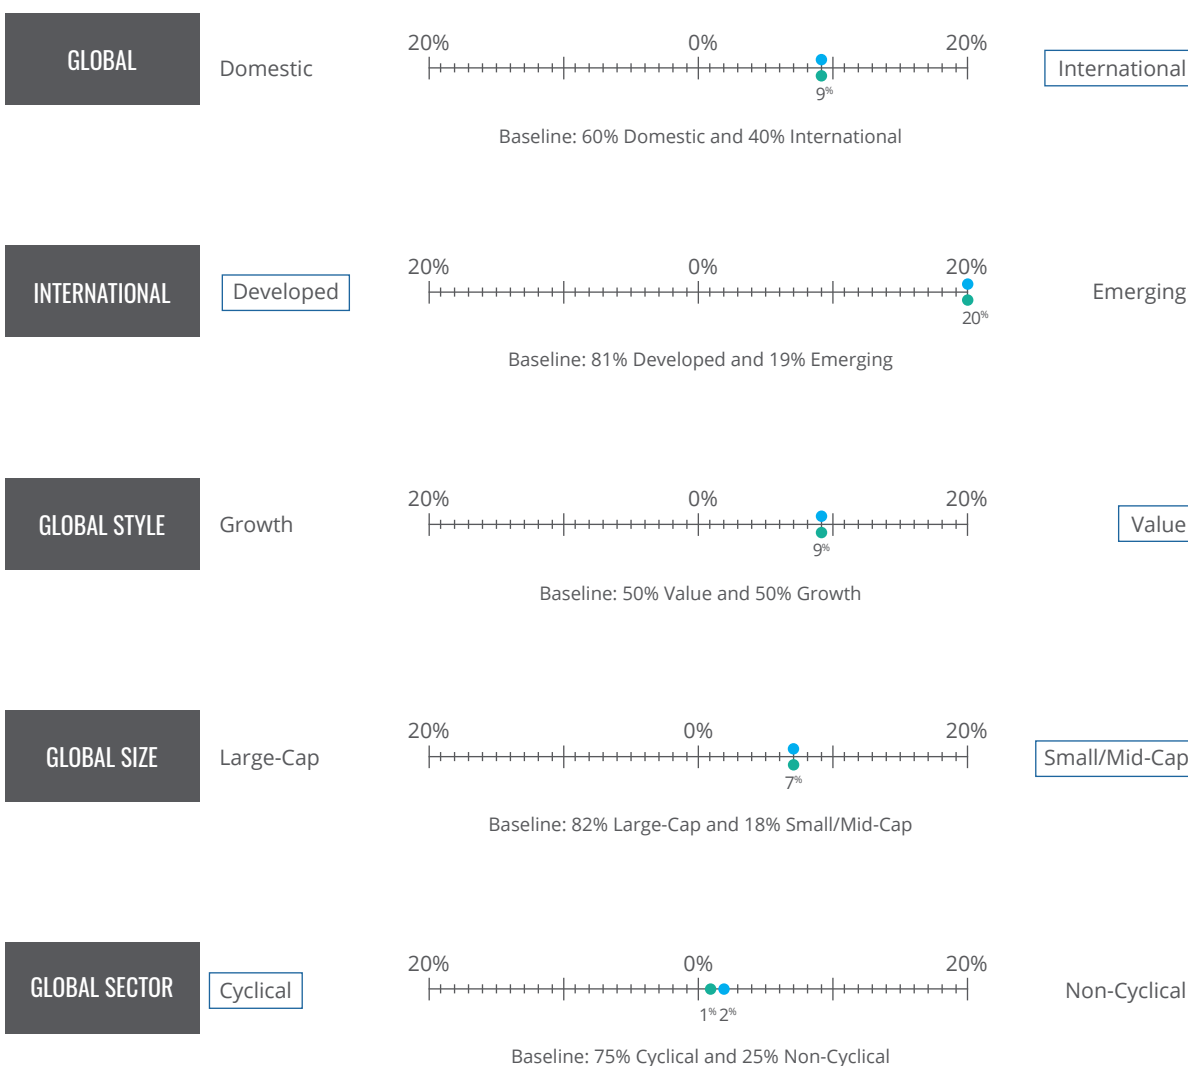 GLOBAL
Domestic
20% 0% 20%
9%
International
Baseline: 60% Domestic and 40% International
INTERNATIONAL
Developed
20% 0% 20%
20%
Emerging
Baseline: 81% Developed and 19% Emerging
GLOBAL STYLE
Growth
20% 0% 20%
9%
Value
Baseline: 50% Value and 50% Growth
GLOBAL SIZE
Large-Cap
20% 0% 20%
7%
Small/Mid-Cap
Baseline: 82% Large-Cap and 18% Small/Mid-Cap
GLOBAL SECTOR
Cyclical
20% 0% 20%
1% 2%
Non-Cyclical
Baseline: 75% Cyclical and 25% Non-Cyclical